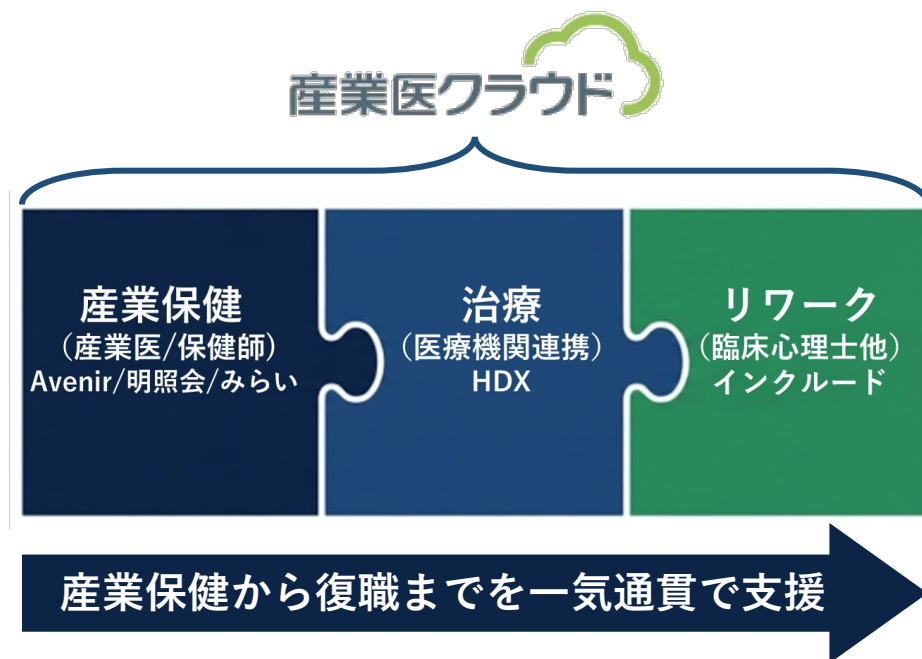 産業医クラウド
産業保健
（産業医/保健師）
Avenir/明照会/みらい
治療
（医療機関連携）
HDX
リワーク
（臨床心理士他）
インクルード
産業保健から復職までを一気通貫で支援